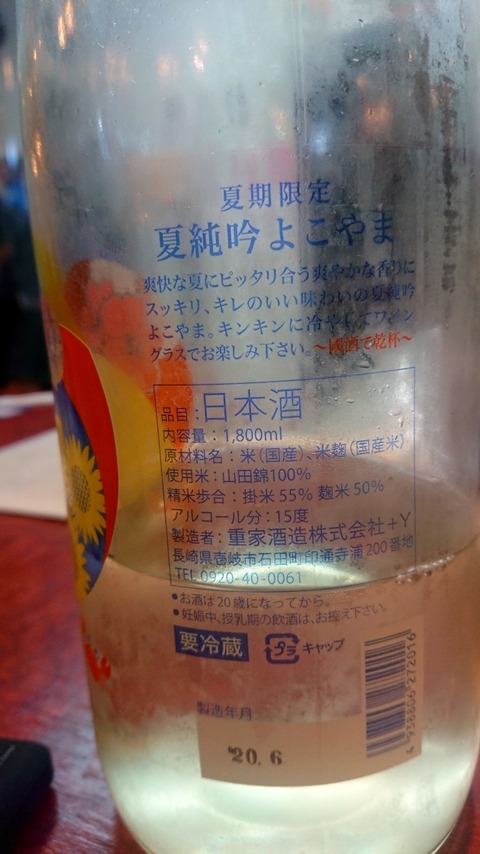 夏期限定
夏純吟よこやま
爽快な夏にピッタリ合う爽やかな香りに
スッキリ、キレのいい味わいの夏純吟
よこやま。キンキンに冷やしてワイン
グラスでお楽しみ下さい。~國酒で乾杯~
品目:日本酒
内容量:1,800ml
原材料名:米(国産)、米麹(国産米)
使用米:山田錦100%
精米歩合:掛米55% 麹米50%
アルコール分:15度
製造者:重家酒造株式会社+Y
長崎県壱岐市石田町印通寺浦200番地
TEL 0920-40-0061
●お酒は20歳になってから。
●妊娠中、授乳期の飲酒は、お控え下さい。
要冷蔵 プラ キャップ
製造年月
'20.6
4938806272016